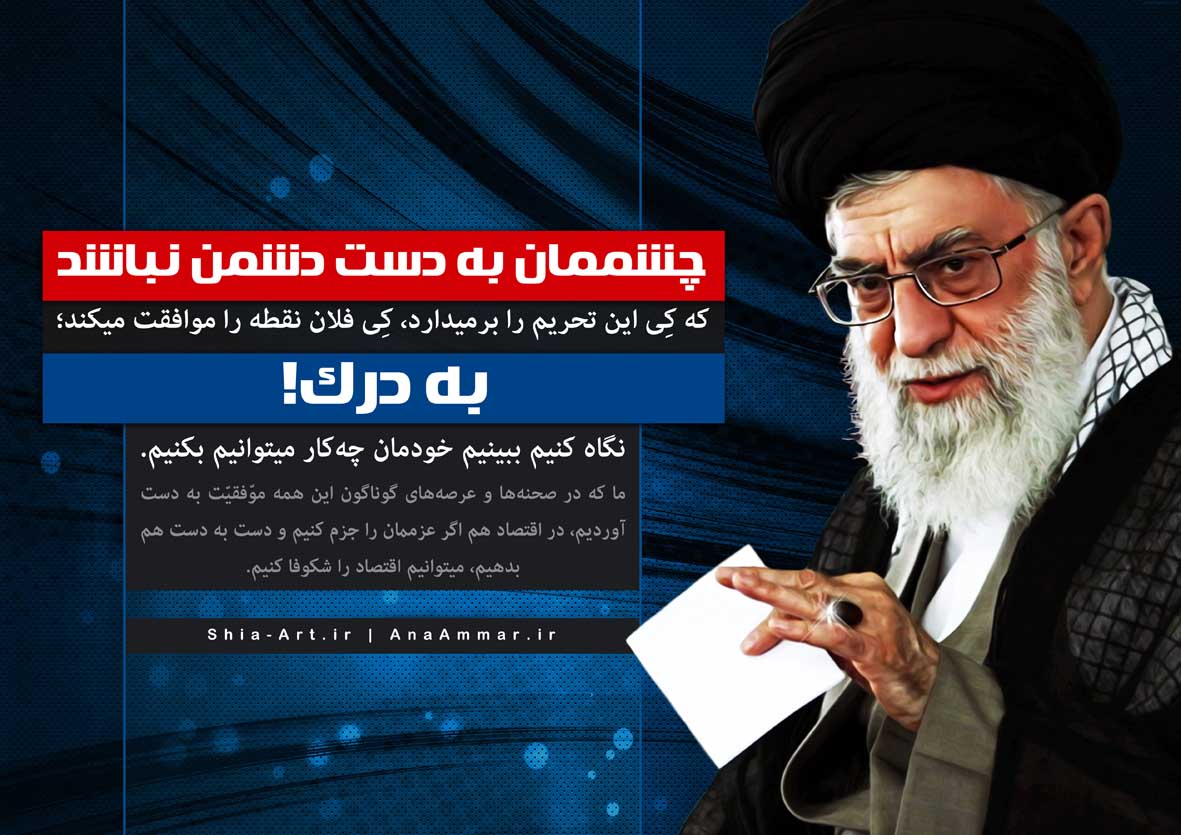 چشممان به دست دشمن نباشد
که کِی این تحریم را برمیدارد، کِی فلان نقطه را موافقت میکند؛
به درك!
نگاه کنیم ببینیم خودمان چه‌کار میتوانیم بکنیم.
ما که در صحنه‌ها و عرصه‌های گوناگون این همه موّفقیّت به دست
آوردیم، در اقتصاد هم اگر عزممان را جزم کنیم و دست به دست هم
بدهیم، میتوانیم اقتصاد را شکوفا کنیم.
Shia-Art.ir | AnaAmmar.ir